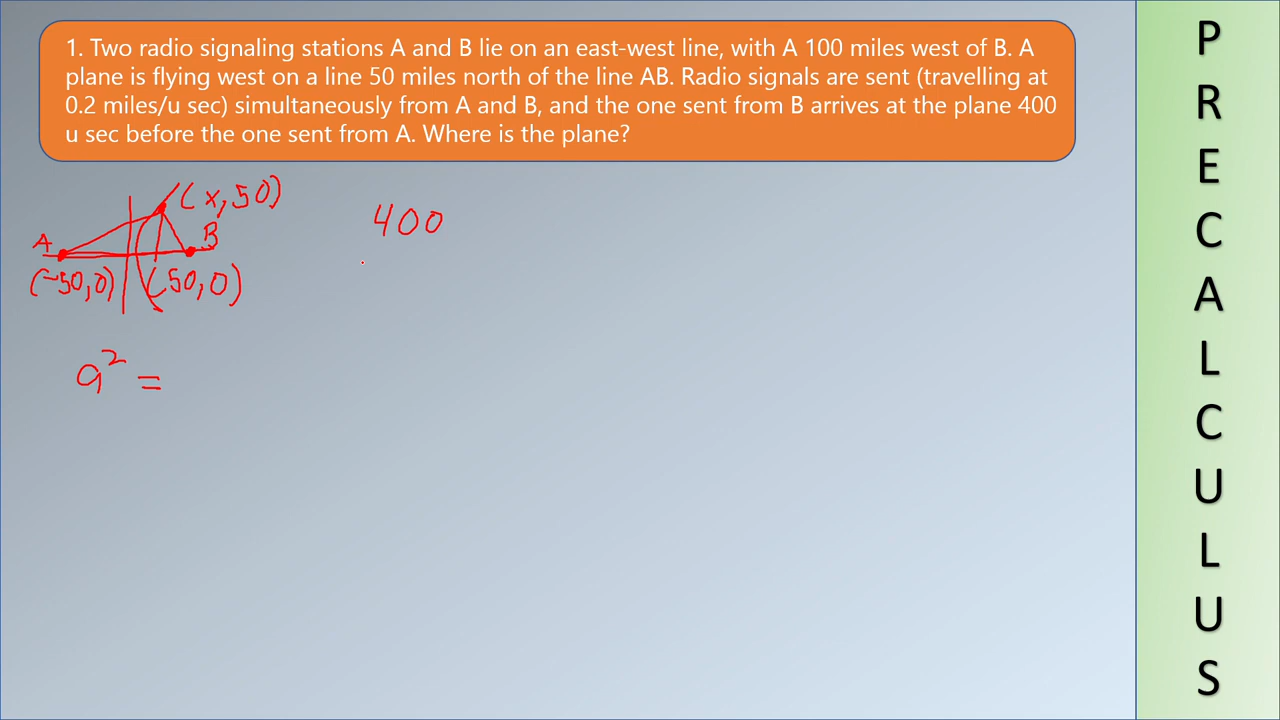 1. Two radio signaling stations A and B lie on an east-west line, with A 100 miles west of B. A
plane is flying west on a line 50 miles north of the line AB. Radio signals are sent (travelling at
0.2 miles/u sec) simultaneously from A and B, and the one sent from B arrives at the plane 400
u sec before the one sent from A. Where is the plane?
(x,50)
400
A
B
(-50,0)
(50,0)
a² =
P
R
E
C
A
L
C
U
L
U
S